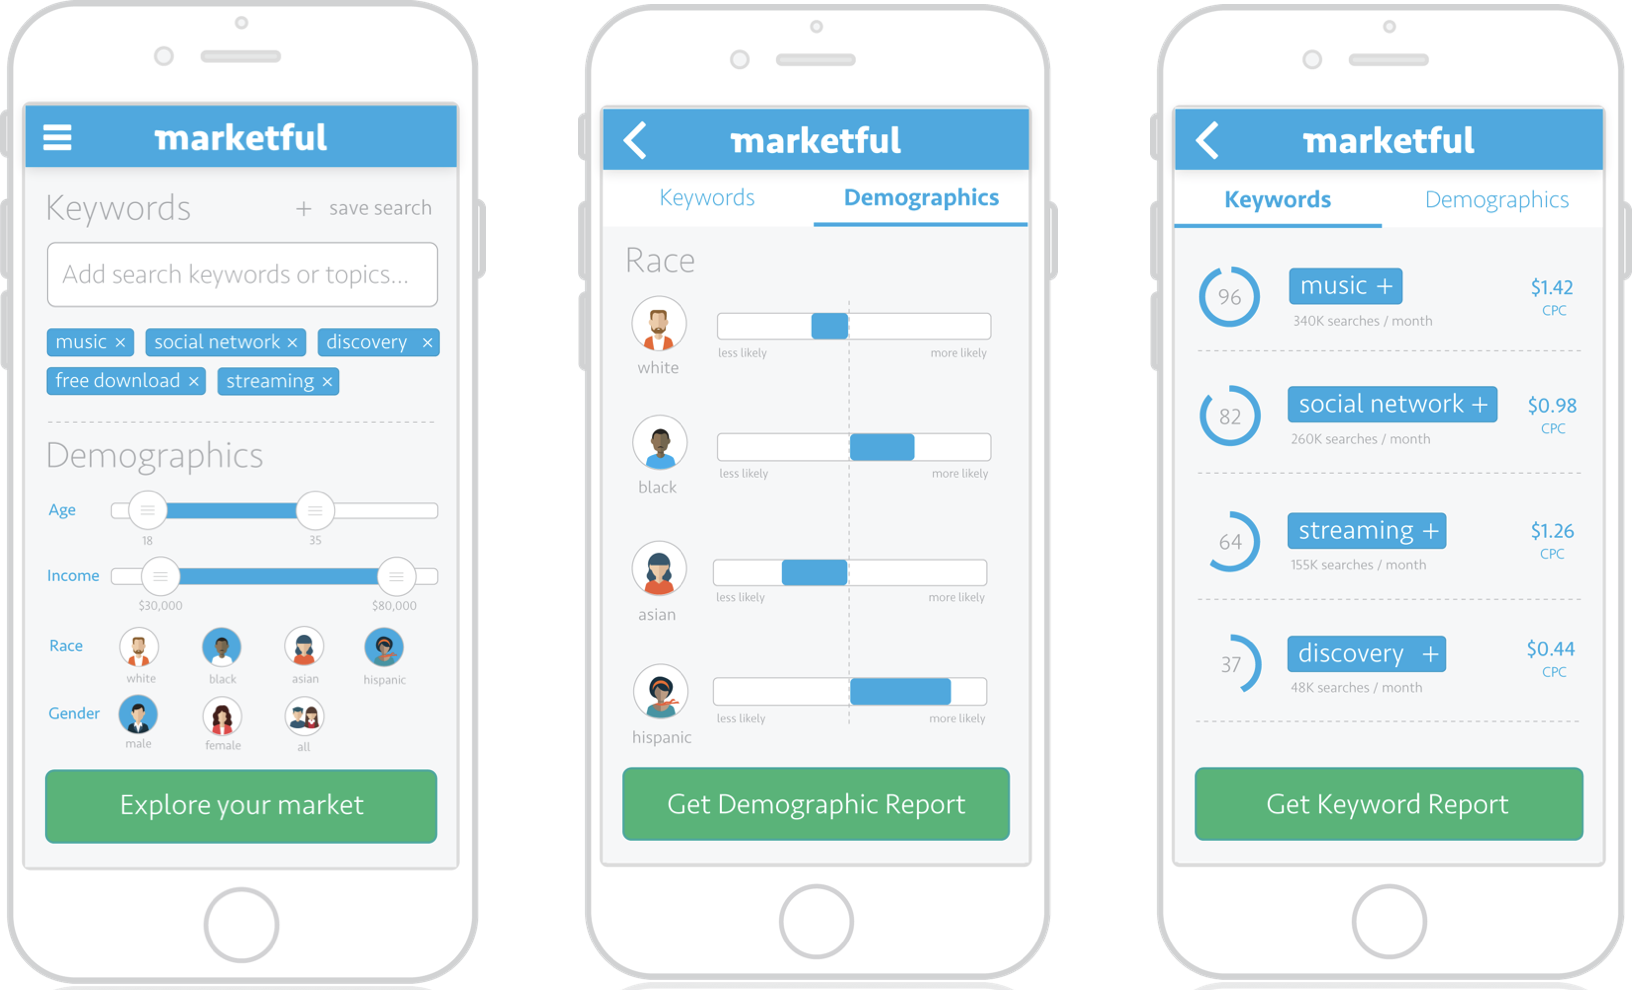 marketful
Keywords + save search
Add search keywords or topics...
music × social network × discovery ×
free download × streaming ×
Demographics
Age
18 35
Income
$30,000 $80,000
Race
white black asian hispanic
Gender
male female all
Explore your market
marketful
Keywords Demographics
Race
less likely more likely
white
less likely more likely
black
less likely more likely
asian
less likely more likely
hispanic
Get Demographic Report
marketful
Keywords Demographics
96 music + $1.42
340K searches / month CPC
82 social network + $0.98
260K searches / month CPC
64 streaming + $1.26
155K searches / month CPC
37 discovery + $0.44
48K searches / month CPC
Get Keyword Report